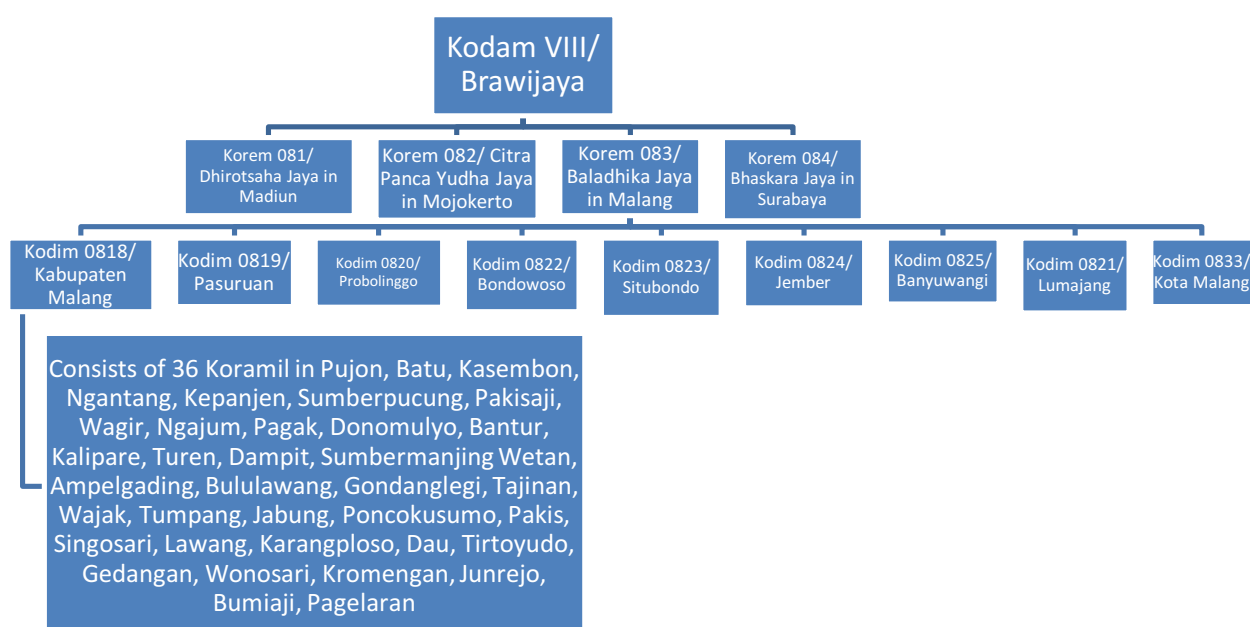 Kodam VIII/
Brawijaya
Korem 081/
Dhirotsaha Jaya in
Madiun
Korem 082/ Citra
Panca Yudha Jaya
in Mojokerto
Korem 083/
Baladhika Jaya
in Malang
Korem 084/
Bhaskara Jaya in
Surabaya
Kodim 0818/
Kabupaten
Malang
Kodim 0819/
Pasuruan
Kodim 0820/
Probolinggo
Kodim 0822/
Bondowoso
Kodim 0823/
Situbondo
Kodim 0824/
Jember
Kodim 0825/
Banyuwangi
Kodim 0821/
Lumajang
Kodim 0833/
Kota Malang
Consists of 36 Koramil in Pujon, Batu, Kasembon,
Ngantang, Kepanjen, Sumberpucung, Pakisaji,
Wagir, Ngajum, Pagak, Donomulyo, Bantur,
Kalipare, Turen, Dampit, Sumbermanjing Wetan,
Ampelgading, Bululawang, Gondanglegi, Tajinan,
Wajak, Tumpang, Jabung, Poncokusumo, Pakis,
Singosari, Lawang, Karangploso, Dau, Tirtoyudo,
Gedangan, Wonosari, Kromengan, Junrejo,
Bumiaji, Pagelaran